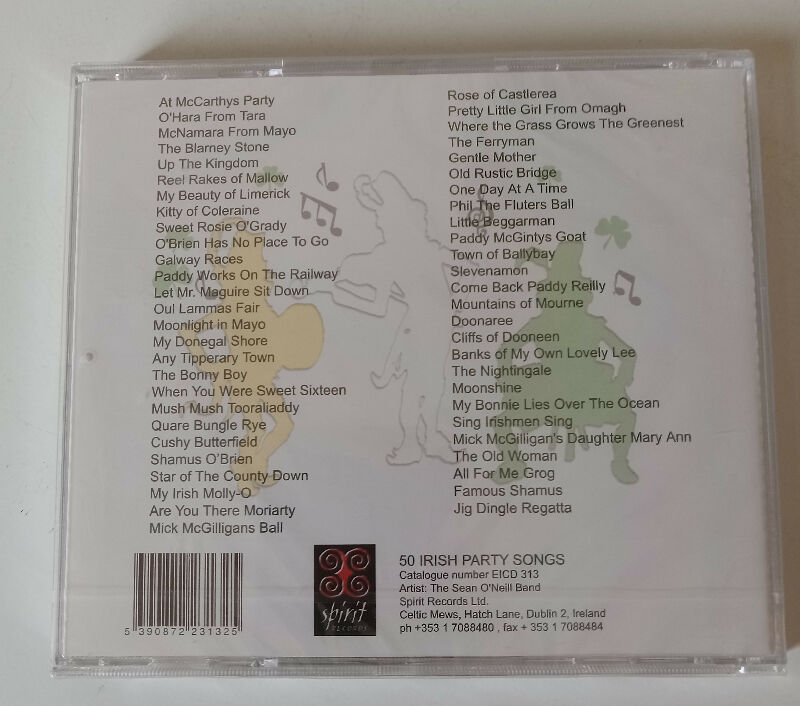 At McCarthys Party
O'Hara From Tara
McNamara From Mayo
The Blarney Stone
Up The Kingdom
Reel Rakes of Mallow
My Beauty of Limerick
Kitty of Coleraine
Sweet Rosie O'Grady
O'Brien Has No Place To Go
Galway Races
Paddy Works On The Railway
Let Mr. Maguire Sit Down
Oul Lammas Fair
Moonlight in Mayo
My Donegal Shore
Any Tipperary Town
The Bonny Boy
When You Were Sweet Sixteen
Mush Mush Tooraliaddy
Quare Bungle Rye
Cushy Butterfield
Shamus O'Brien
Star of The County Down
My Irish Molly-O
Are You There Moriarty
Mick McGilligans Ball
Rose of Castlerea
Pretty Little Girl From Omagh
Where the Grass Grows The Greenest
The Ferryman
Gentle Mother
Old Rustic Bridge
One Day At A Time
Phil The Fluters Ball
Little Beggarman
Paddy McGintys Goat
Town of Ballybay
Slevenamon
Come Back Paddy Reilly
Mountains of Mourne
Doonaree
Cliffs of Dooneen
Banks of My Own Lovely Lee
The Nightingale
Moonshine
My Bonnie Lies Over The Ocean
Sing Irishmen Sing
Mick McGilligan's Daughter Mary Ann
The Old Woman
All For Me Grog
Famous Shamus
Jig Dingle Regatta
5 390872 231325
spirit
RECORDS
50 IRISH PARTY SONGS
Catalogue number EICD 313
Artist: The Sean O'Neill Band
Spirit Records Ltd.
Celtic Mews, Hatch Lane, Dublin 2, Ireland
ph +353 1 7088480 , fax + 353 1 7088484